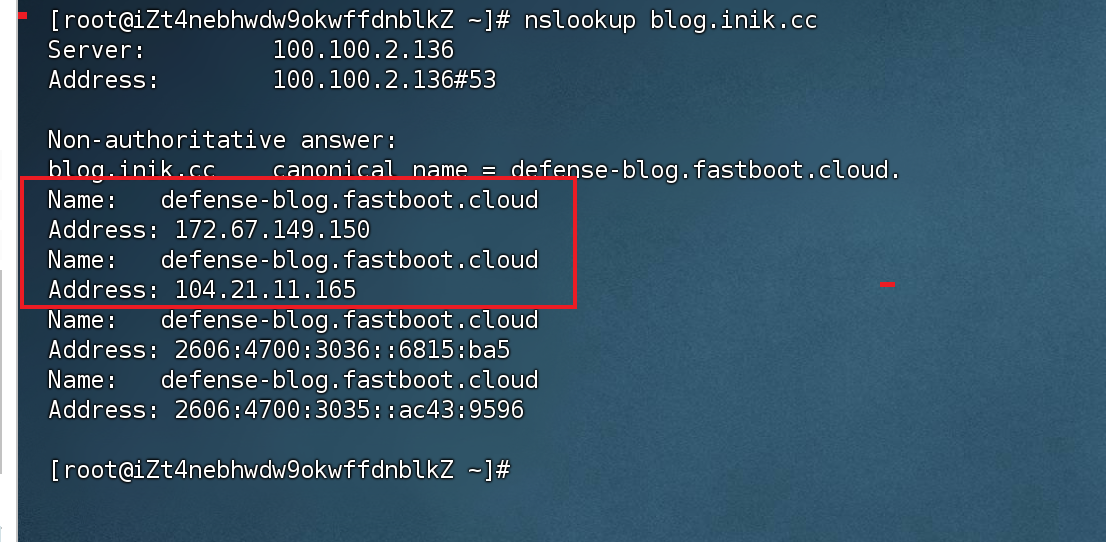 [root@iZt4nebhwdw9okwffdnblkZ ~]# nslookup blog.inik.cc
Server:         100.100.2.136
Address:        100.100.2.136#53
Non-authoritative answer:
blog.inik.cc    canonical name = defense-blog.fastboot.cloud.
Name:   defense-blog.fastboot.cloud
Address: 172.67.149.150
Name:   defense-blog.fastboot.cloud
Address: 104.21.11.165
Name:   defense-blog.fastboot.cloud
Address: 2606:4700:3036::6815:ba5
Name:   defense-blog.fastboot.cloud
Address: 2606:4700:3035::ac43:9596
[root@iZt4nebhwdw9okwffdnblkZ ~]#